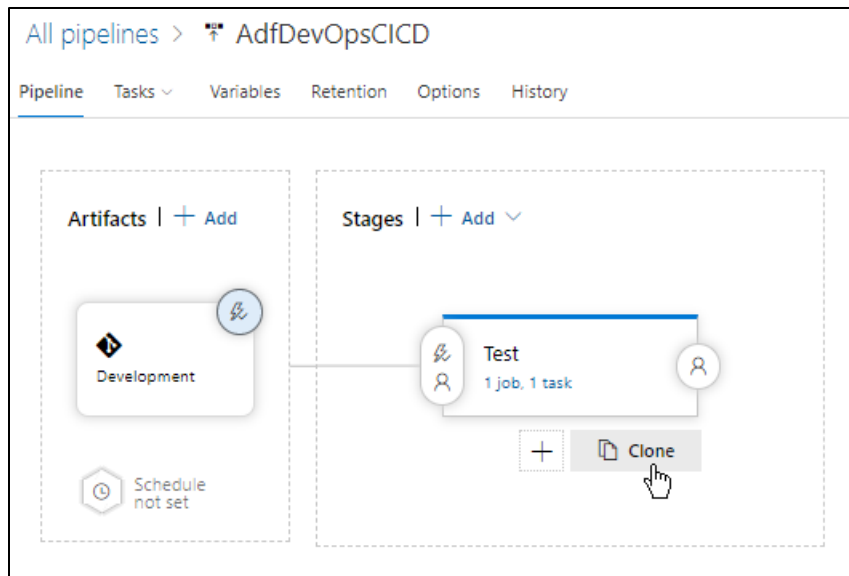 All pipelines > AdfDevOpsCICD
Pipeline Tasks Variables Retention Options History
Artifacts | + Add
Stages | + Add
Development
Test
1 job, 1 task
+ Clone
Schedule
not set